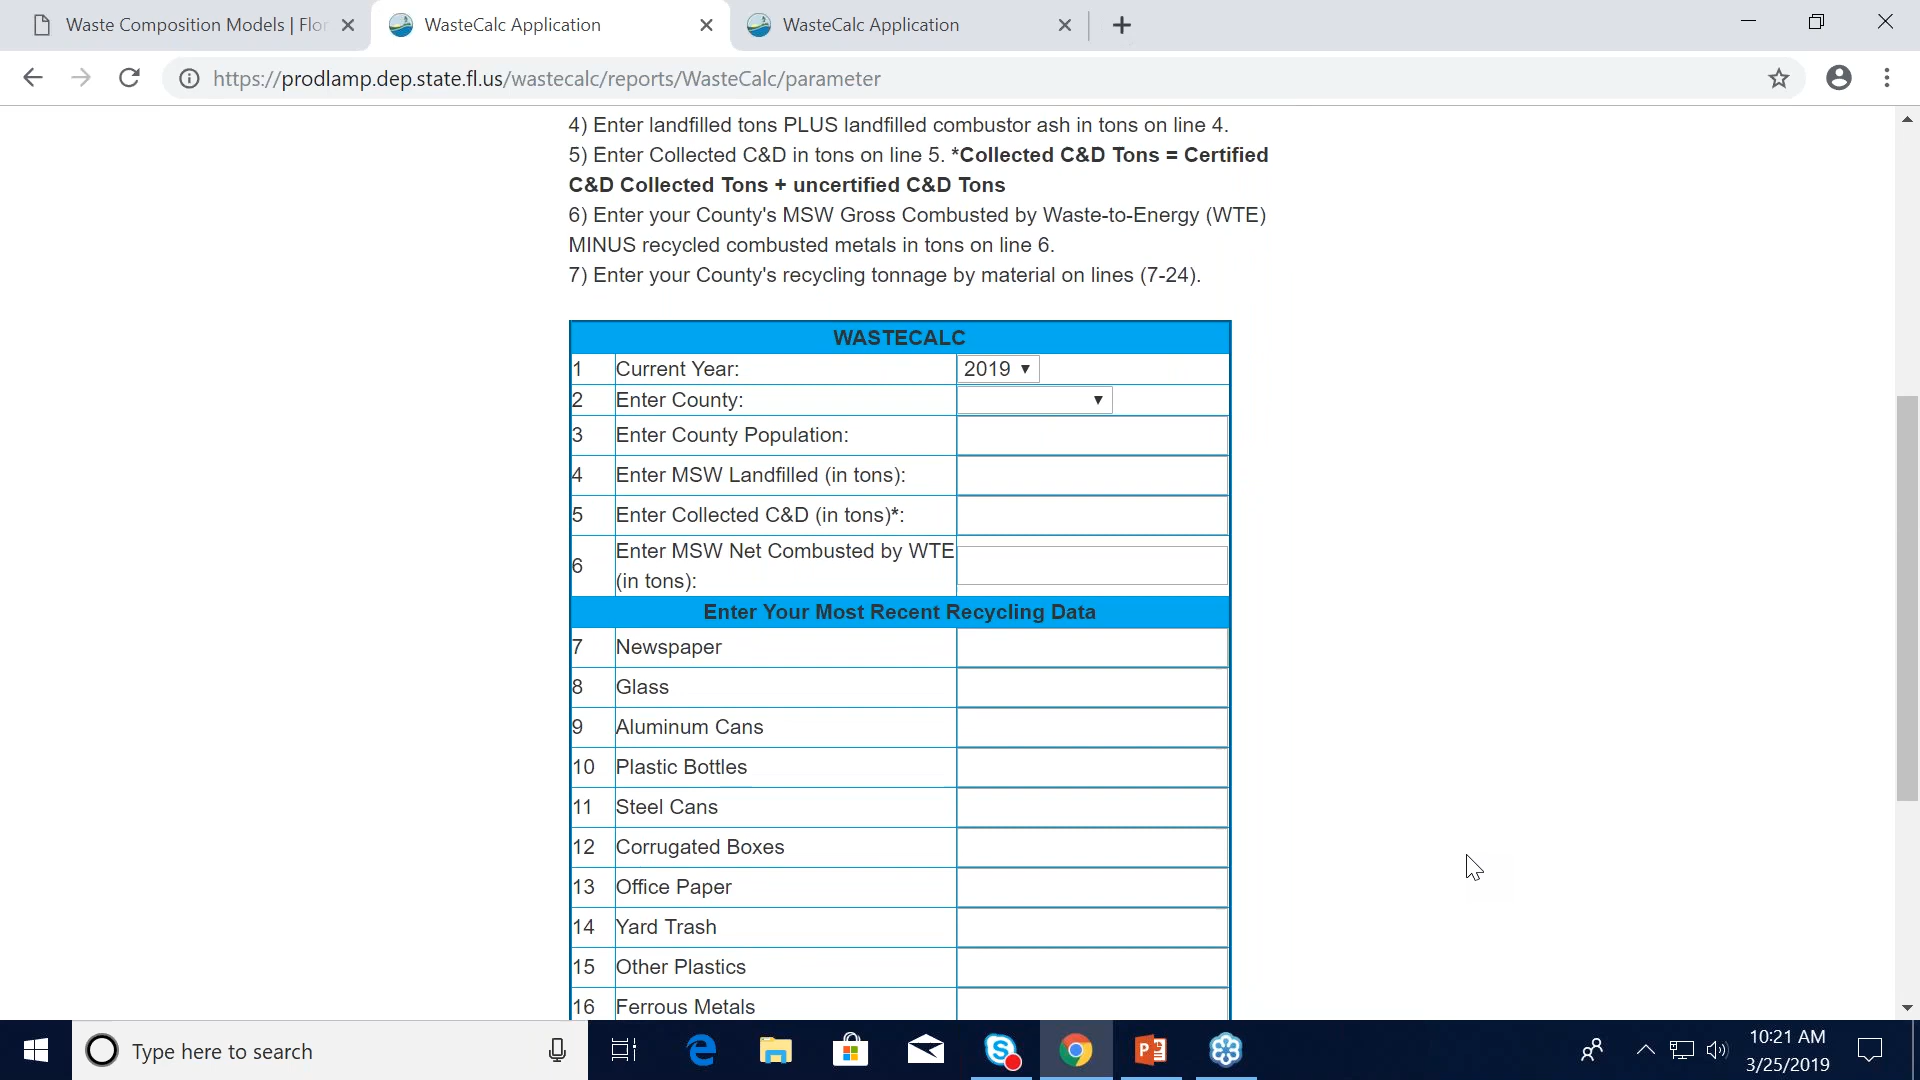 Waste Composition Models | Flor
WasteCalc Application
WasteCalc Application
https://prodlamp.dep.state.fl.us/wastecalc/reports/WasteCalc/parameter
4) Enter landfilled tons PLUS landfilled combustor ash in tons on line 4.
5) Enter Collected C&D in tons on line 5. *Collected C&D Tons = Certified
C&D Collected Tons + uncertified C&D Tons
6) Enter your County's MSW Gross Combusted by Waste-to-Energy (WTE)
MINUS recycled combusted metals in tons on line 6.
7) Enter your County's recycling tonnage by material on lines (7-24).
WASTECALC
1 Current Year: 2019
2 Enter County:
3 Enter County Population:
4 Enter MSW Landfilled (in tons):
5 Enter Collected C&D (in tons)*:
6 Enter MSW Net Combusted by WTE
(in tons):
Enter Your Most Recent Recycling Data
7 Newspaper
8 Glass
9 Aluminum Cans
10 Plastic Bottles
11 Steel Cans
12 Corrugated Boxes
13 Office Paper
14 Yard Trash
15 Other Plastics
16 Ferrous Metals
Type here to search
10:21 AM
3/25/2019